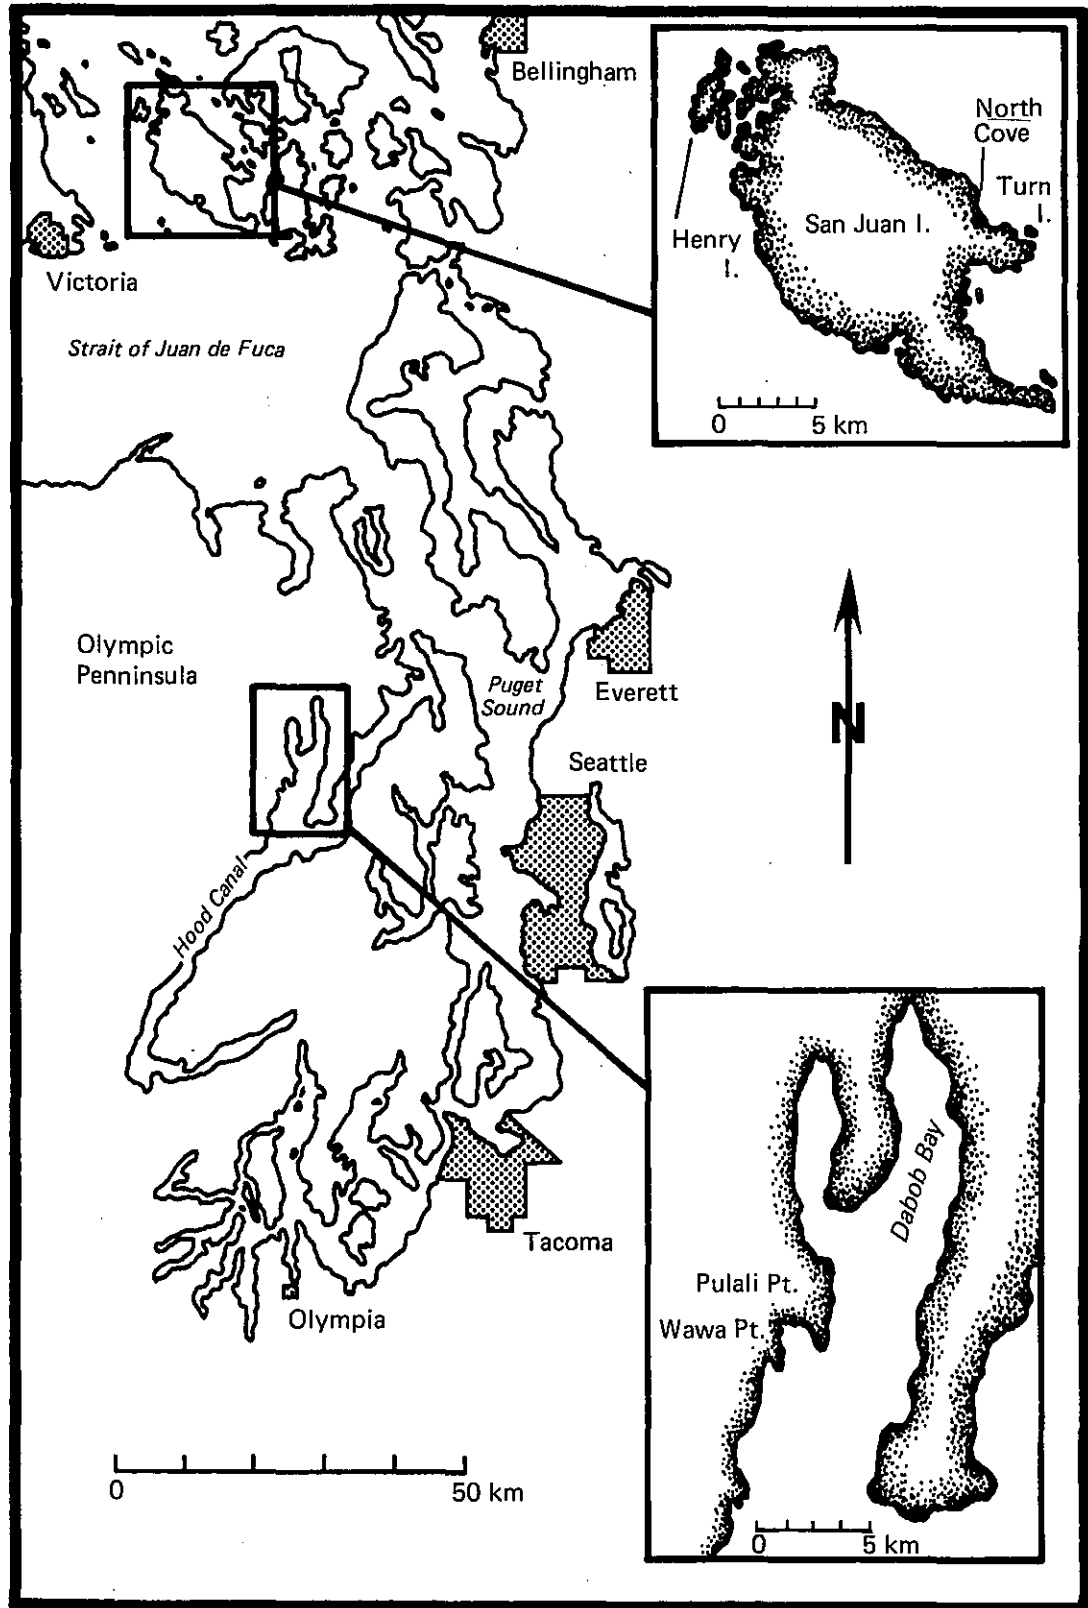 Bellingham
Victoria
Strait of Juan de Fuca
Olympic
Penninsula
Puget
Sound
Everett
Seattle
Hood Canal
Tacoma
Olympia
0
50 km
N
North
Cove
Turn
I.
San Juan I.
Henry
I.
0
5 km
Dabob Bay
Pulali Pt.
Wawa Pt.
0
5 km